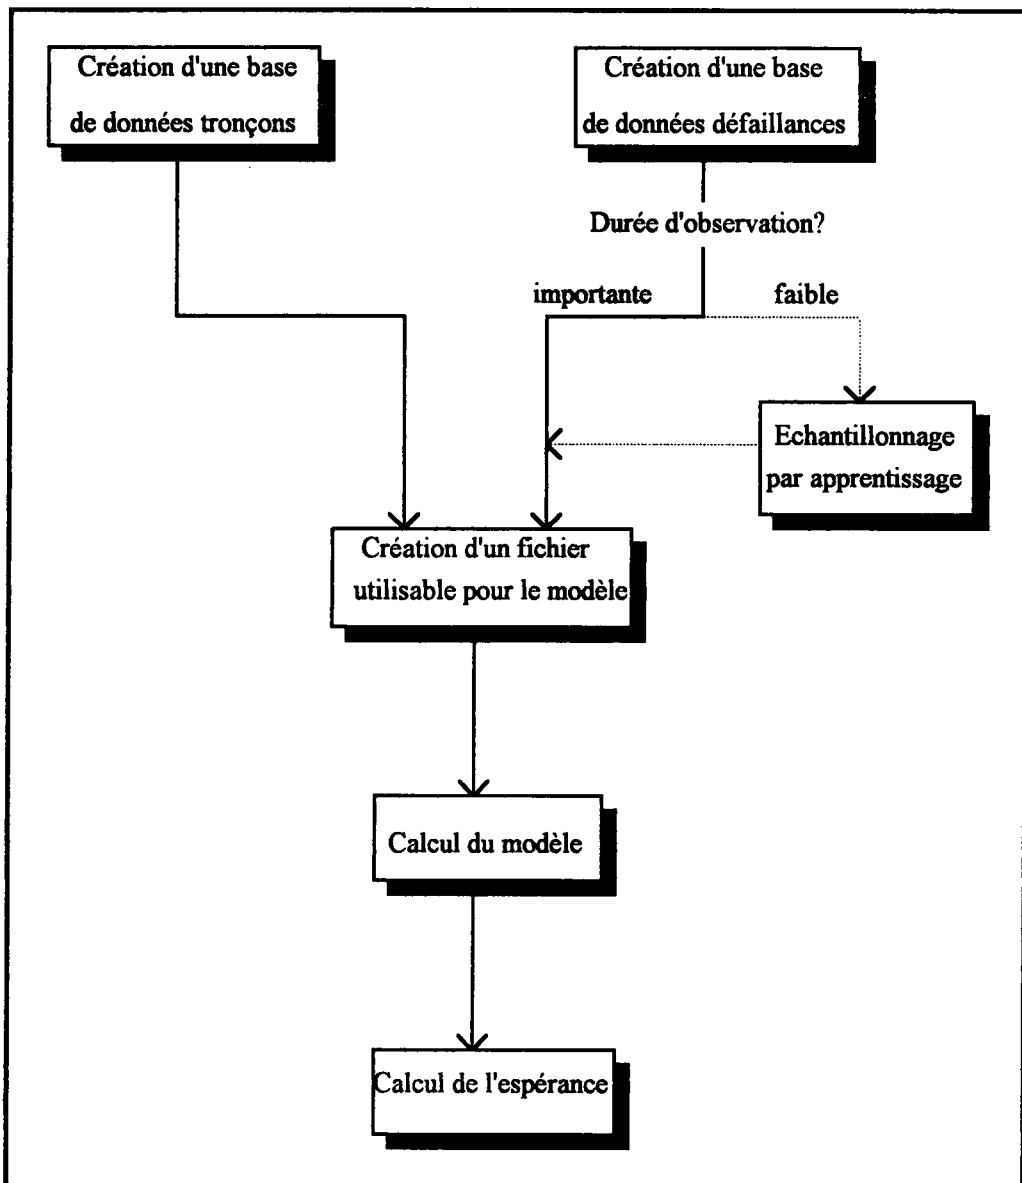 Création d'une base
de données tronçons
Création d'une base
de données défaillances
Durée d'observation?
importante
faible
Echantillonnage
par apprentissage
Création d'un fichier
utilisable pour le modèle
Calcul du modèle
Calcul de l'espérance